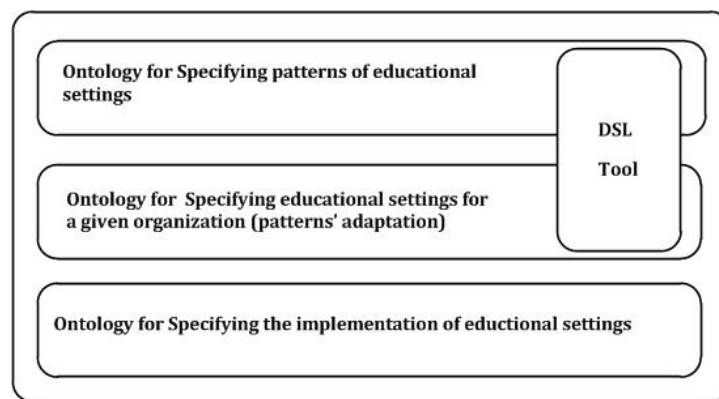 Ontology for Specifying patterns of educational
settings
DSL
Tool
Ontology for Specifying educational settings for
a given organization (patterns' adaptation)
Ontology for Specifying the implementation of eductional settings